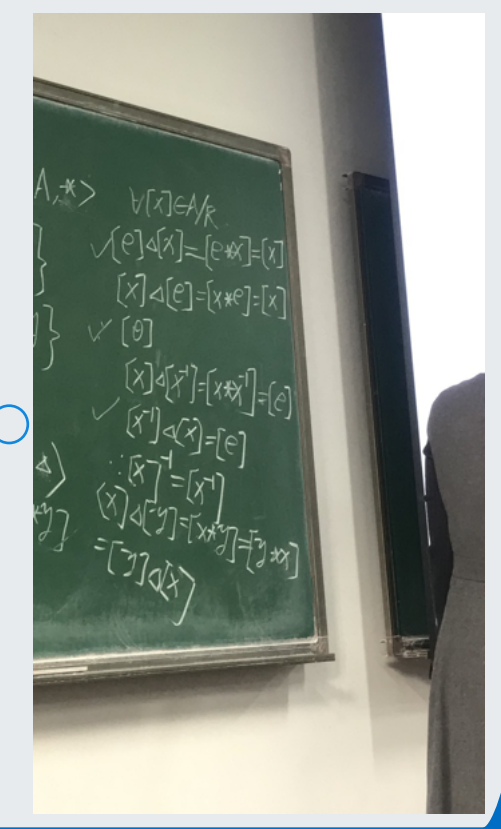 A,*> ∀[x]∈A/R
✓[e]△[x]=[e*x]=[x]
[x]△[e]=[x*e]=[x]
✓ [θ]
[x]△[x⁻¹]=[x*x⁻¹]=[e]
✓ [x⁻¹]△[x]=[e]
∴[x]⁻¹=[x⁻¹]
[x]△[y]=[x*y]=[y*x]
=[y]△[x]